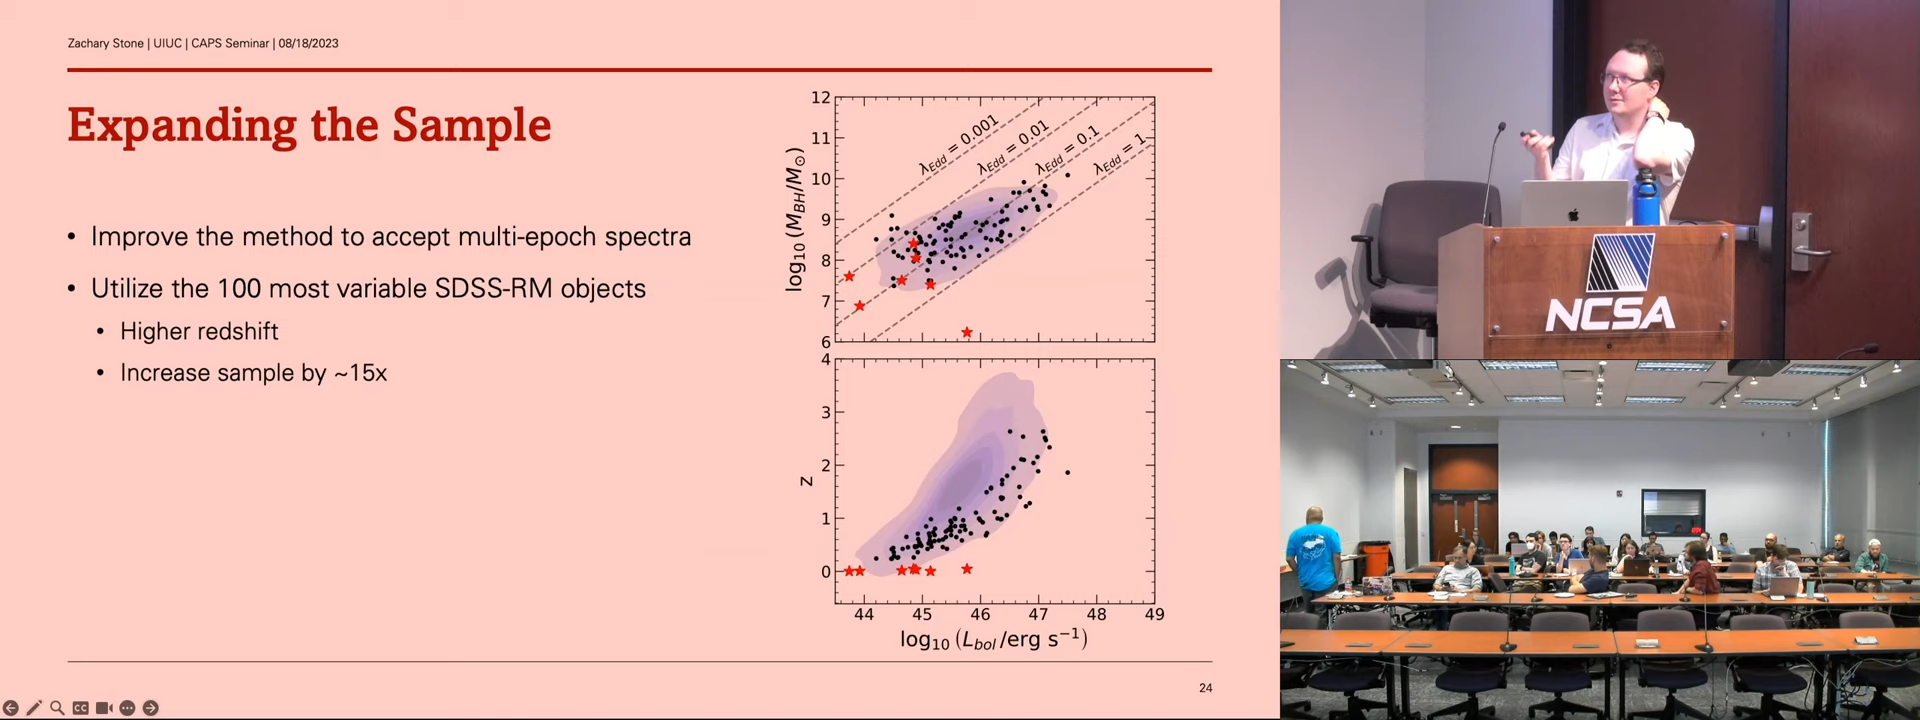 Zachary Stone | UIUC | CAPS Seminar | 08/18/2023
Expanding the Sample
• Improve the method to accept multi-epoch spectra
• Utilize the 100 most variable SDSS-RM objects
• Higher redshift
• Increase sample by ~15x
12
11
10
9
8
7
6
log₁₀ (M_BH/M_⊙)
λ_Edd = 0.001
λ_Edd = 0.01
λ_Edd = 0.1
λ_Edd = 1
4
3
2
1
0
z
44 45 46 47 48 49
log₁₀ (L_bol/erg s⁻¹)
24
CC
NCSA